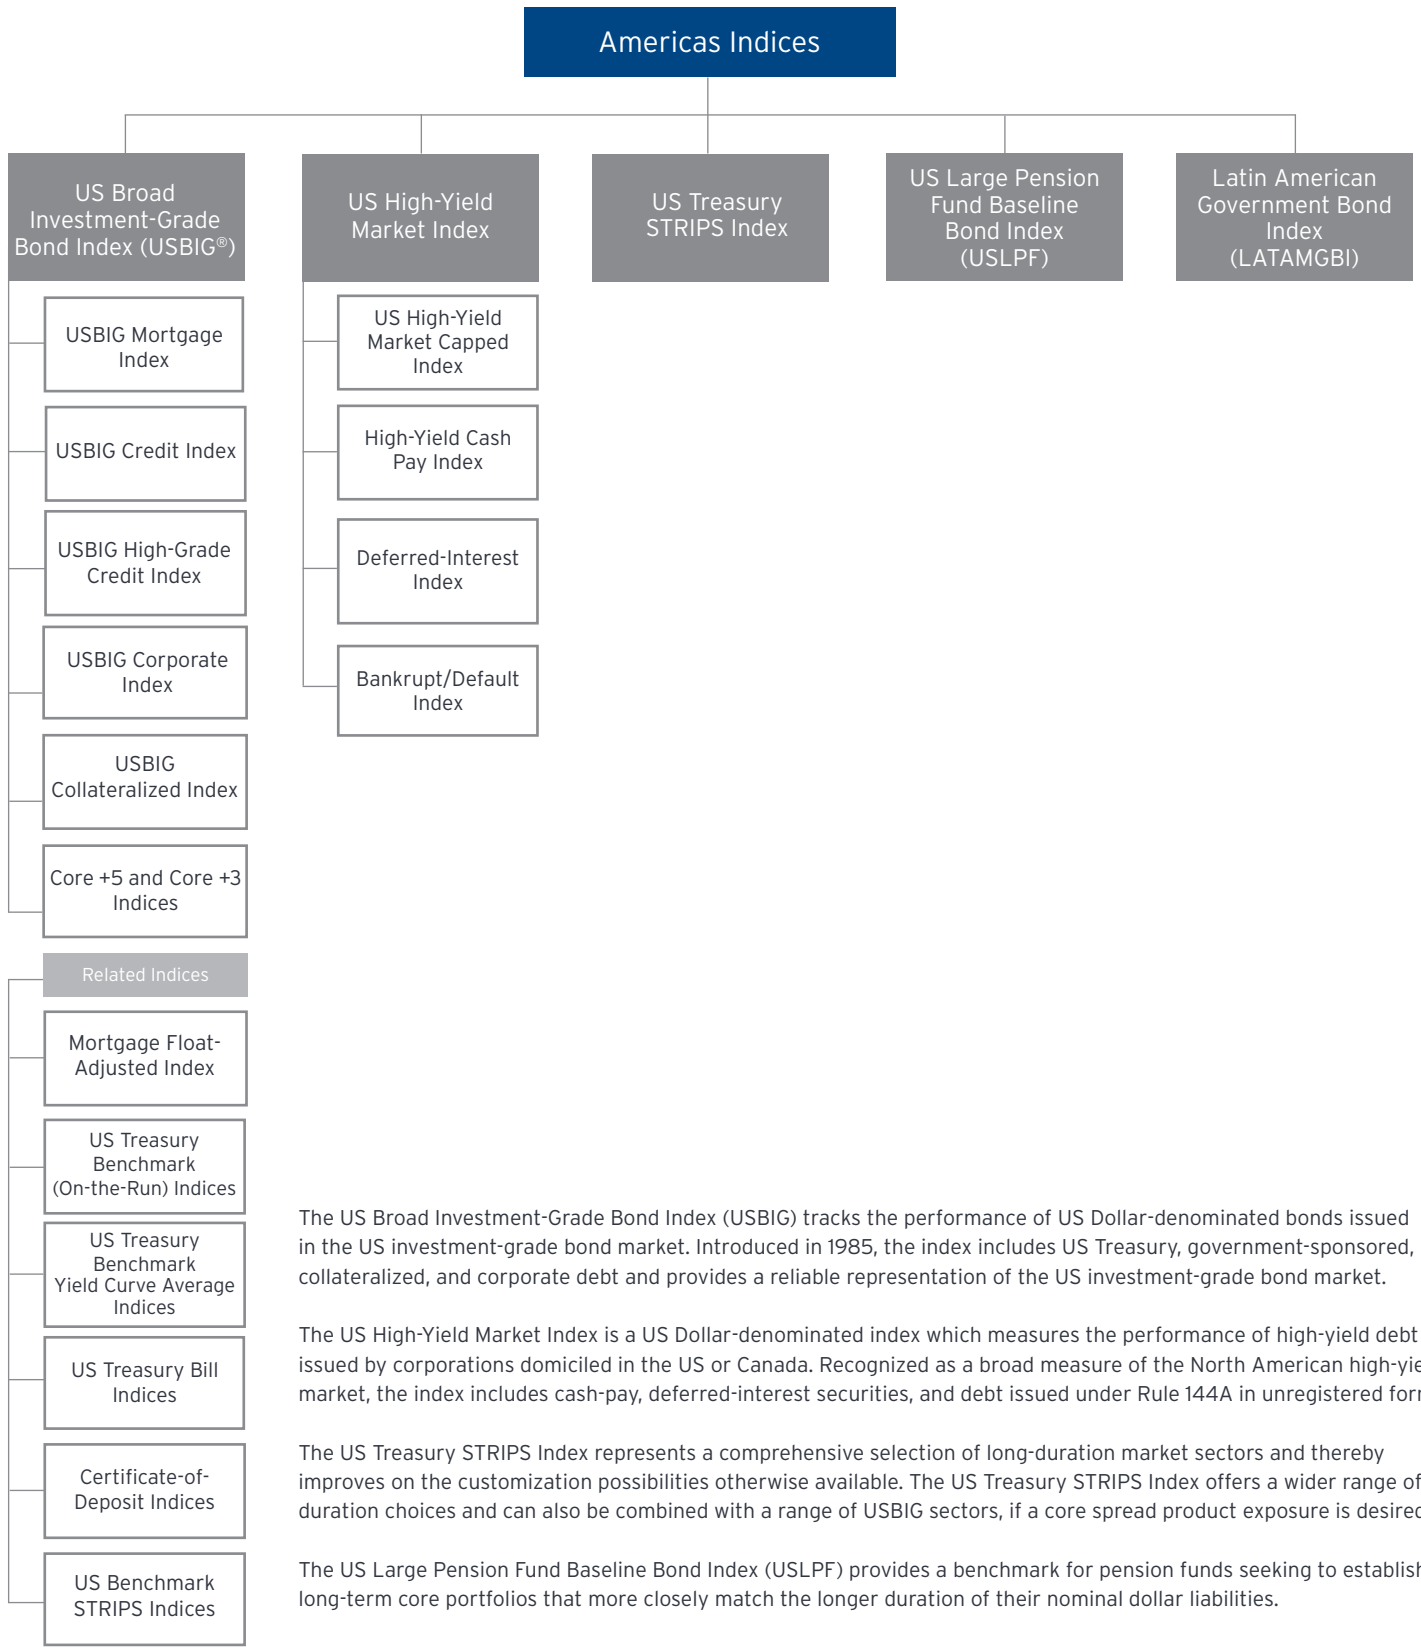 Americas Indices
US Broad
Investment-Grade
Bond Index (USBIG®)
US High-Yield
Market Index
US Treasury
STRIPS Index
US Large Pension
Fund Baseline
Bond Index
(USLPF)
Latin American
Government Bond
Index
(LATAMGBI)
USBIG Mortgage
Index
USBIG Credit Index
USBIG High-Grade
Credit Index
USBIG Corporate
Index
USBIG
Collateralized Index
Core +5 and Core +3
Indices
US High-Yield
Market Capped
Index
High-Yield Cash
Pay Index
Deferred-Interest
Index
Bankrupt/Default
Index
Related Indices
Mortgage Float-
Adjusted Index
US Treasury
Benchmark
(On-the-Run) Indices
US Treasury
Benchmark
Yield Curve Average
Indices
US Treasury Bill
Indices
Certificate-of-
Deposit Indices
US Benchmark
STRIPS Indices
The US Broad Investment-Grade Bond Index (USBIG) tracks the performance of US Dollar-denominated bonds issued
in the US investment-grade bond market. Introduced in 1985, the index includes US Treasury, government-sponsored,
collateralized, and corporate debt and provides a reliable representation of the US investment-grade bond market.
The US High-Yield Market Index is a US Dollar-denominated index which measures the performance of high-yield debt
issued by corporations domiciled in the US or Canada. Recognized as a broad measure of the North American
market, the index includes cash-pay, deferred-interest securities, and debt issued under Rule 144A in unregistered
The US Treasury STRIPS Index represents a comprehensive selection of long-duration market sectors and thereby
improves on the customization possibilities otherwise available. The US Treasury STRIPS Index offers a wider range of
duration choices and can also be combined with a range of USBIG sectors, if a core spread product exposure is desired
The US Large Pension Fund Baseline Bond Index (USLPF) provides a benchmark for pension funds seeking to establish
long-term core portfolios that more closely match the longer duration of their nominal dollar liabilities.